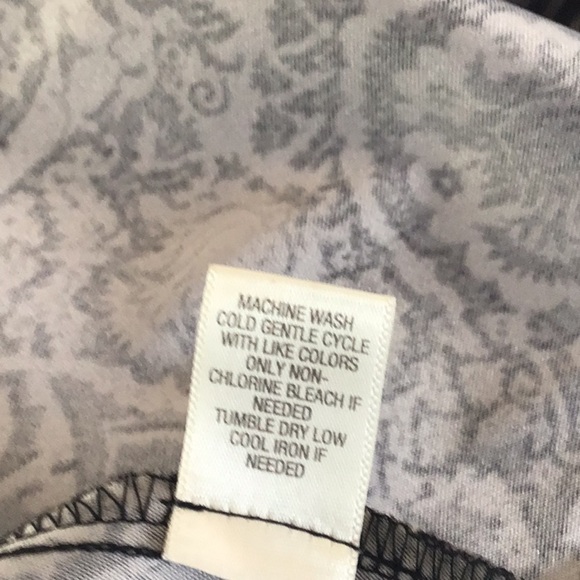 MACHINE WASH
COLD GENTLE CYCLE
WITH LIKE COLORS
ONLY NON-
CHLORINE BLEACH IF
NEEDED
TUMBLE DRY LOW
COOL IRON IF
NEEDED